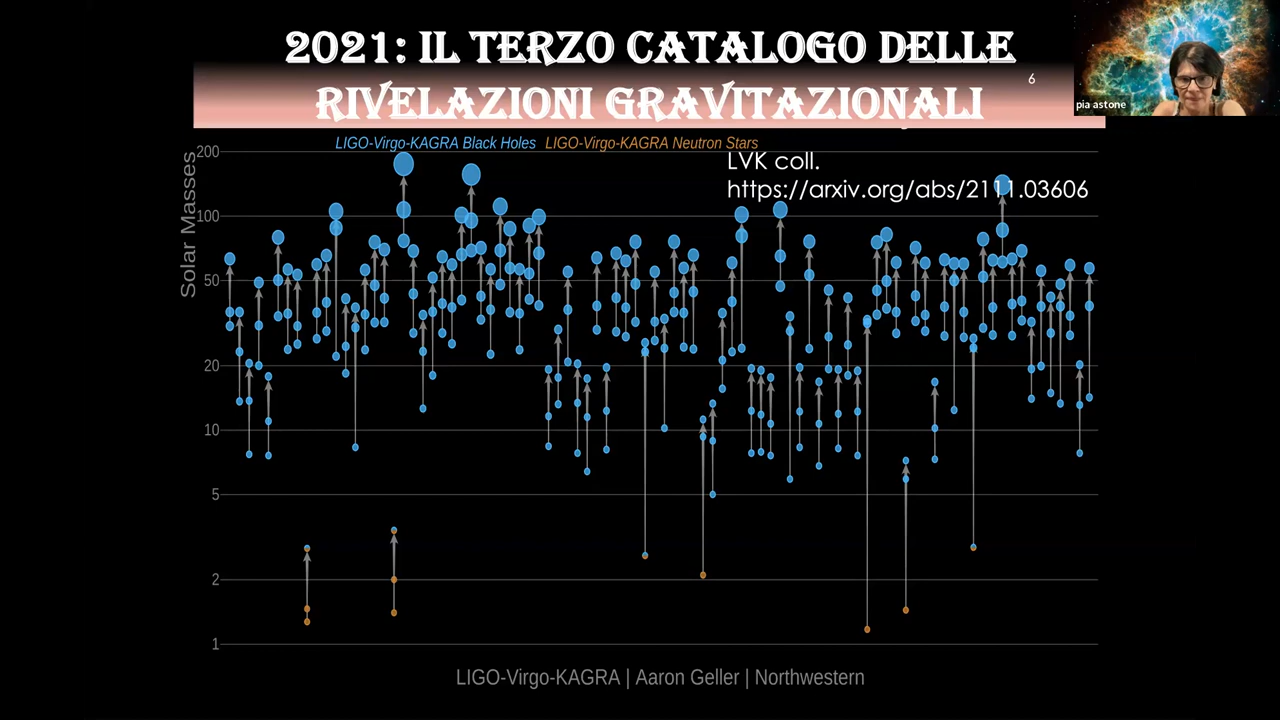 2021: IL TERZO CATALOGO DELLE
RIVELAZIONI GRAVITAZIONALI
6
pia astone
LIGO-Virgo-KAGRA Black Holes LIGO-Virgo-KAGRA Neutron Stars
LVK coll.
https://arxiv.org/abs/2111.03606
Solar Masses
200
100
50
20
10
5
2
1
LIGO-Virgo-KAGRA | Aaron Geller | Northwestern